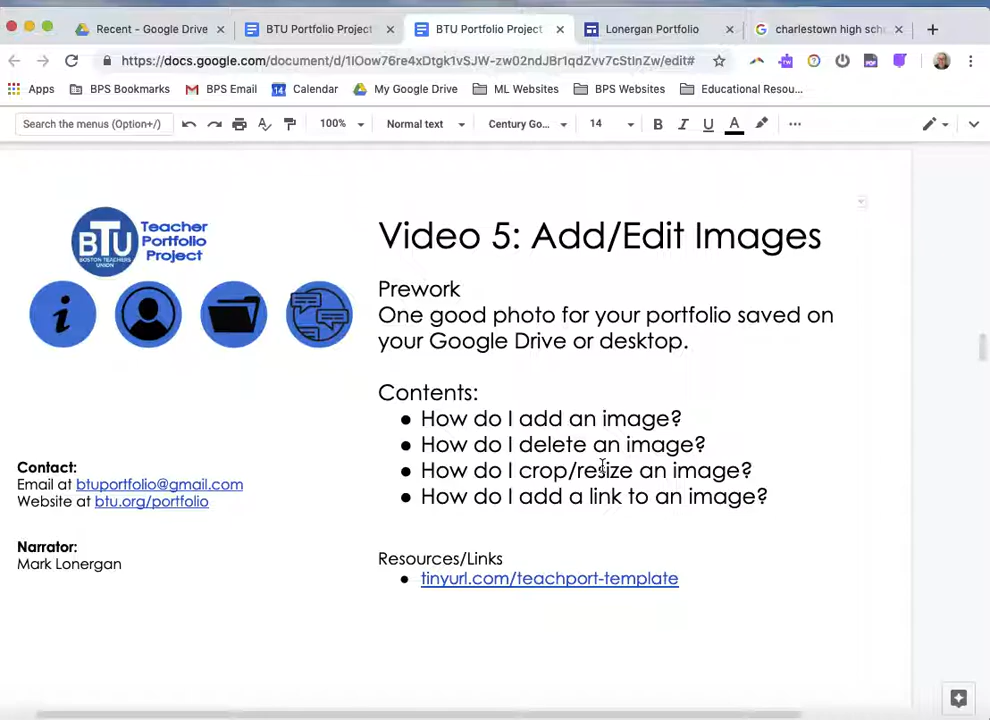 Recent - Google Drive
BTU Portfolio Project
BTU Portfolio Project
Lonergan Portfolio
charlestown high sch
https://docs.google.com/document/d/1lOow76re4xDtgk1vSJW-zw02ndJBr1qdZvv7cStlnZw/edit#
Apps
BPS Bookmarks
BPS Email
Calendar
My Google Drive
ML Websites
BPS Websites
Educational Resou...
Search the menus (Option+/)
100%
Normal text
Century Go...
14
B I U A
BTU
BOSTON TEACHERS
UNION
Teacher
Portfolio
Project
Video 5: Add/Edit Images
Prework
One good photo for your portfolio saved on
your Google Drive or desktop.
Contents:
● How do I add an image?
● How do I delete an image?
● How do I crop/resize an image?
● How do I add a link to an image?
Contact:
Email at btuportfolio@gmail.com
Website at btu.org/portfolio
Narrator:
Mark Lonergan
Resources/Links
● tinyurl.com/teachport-template